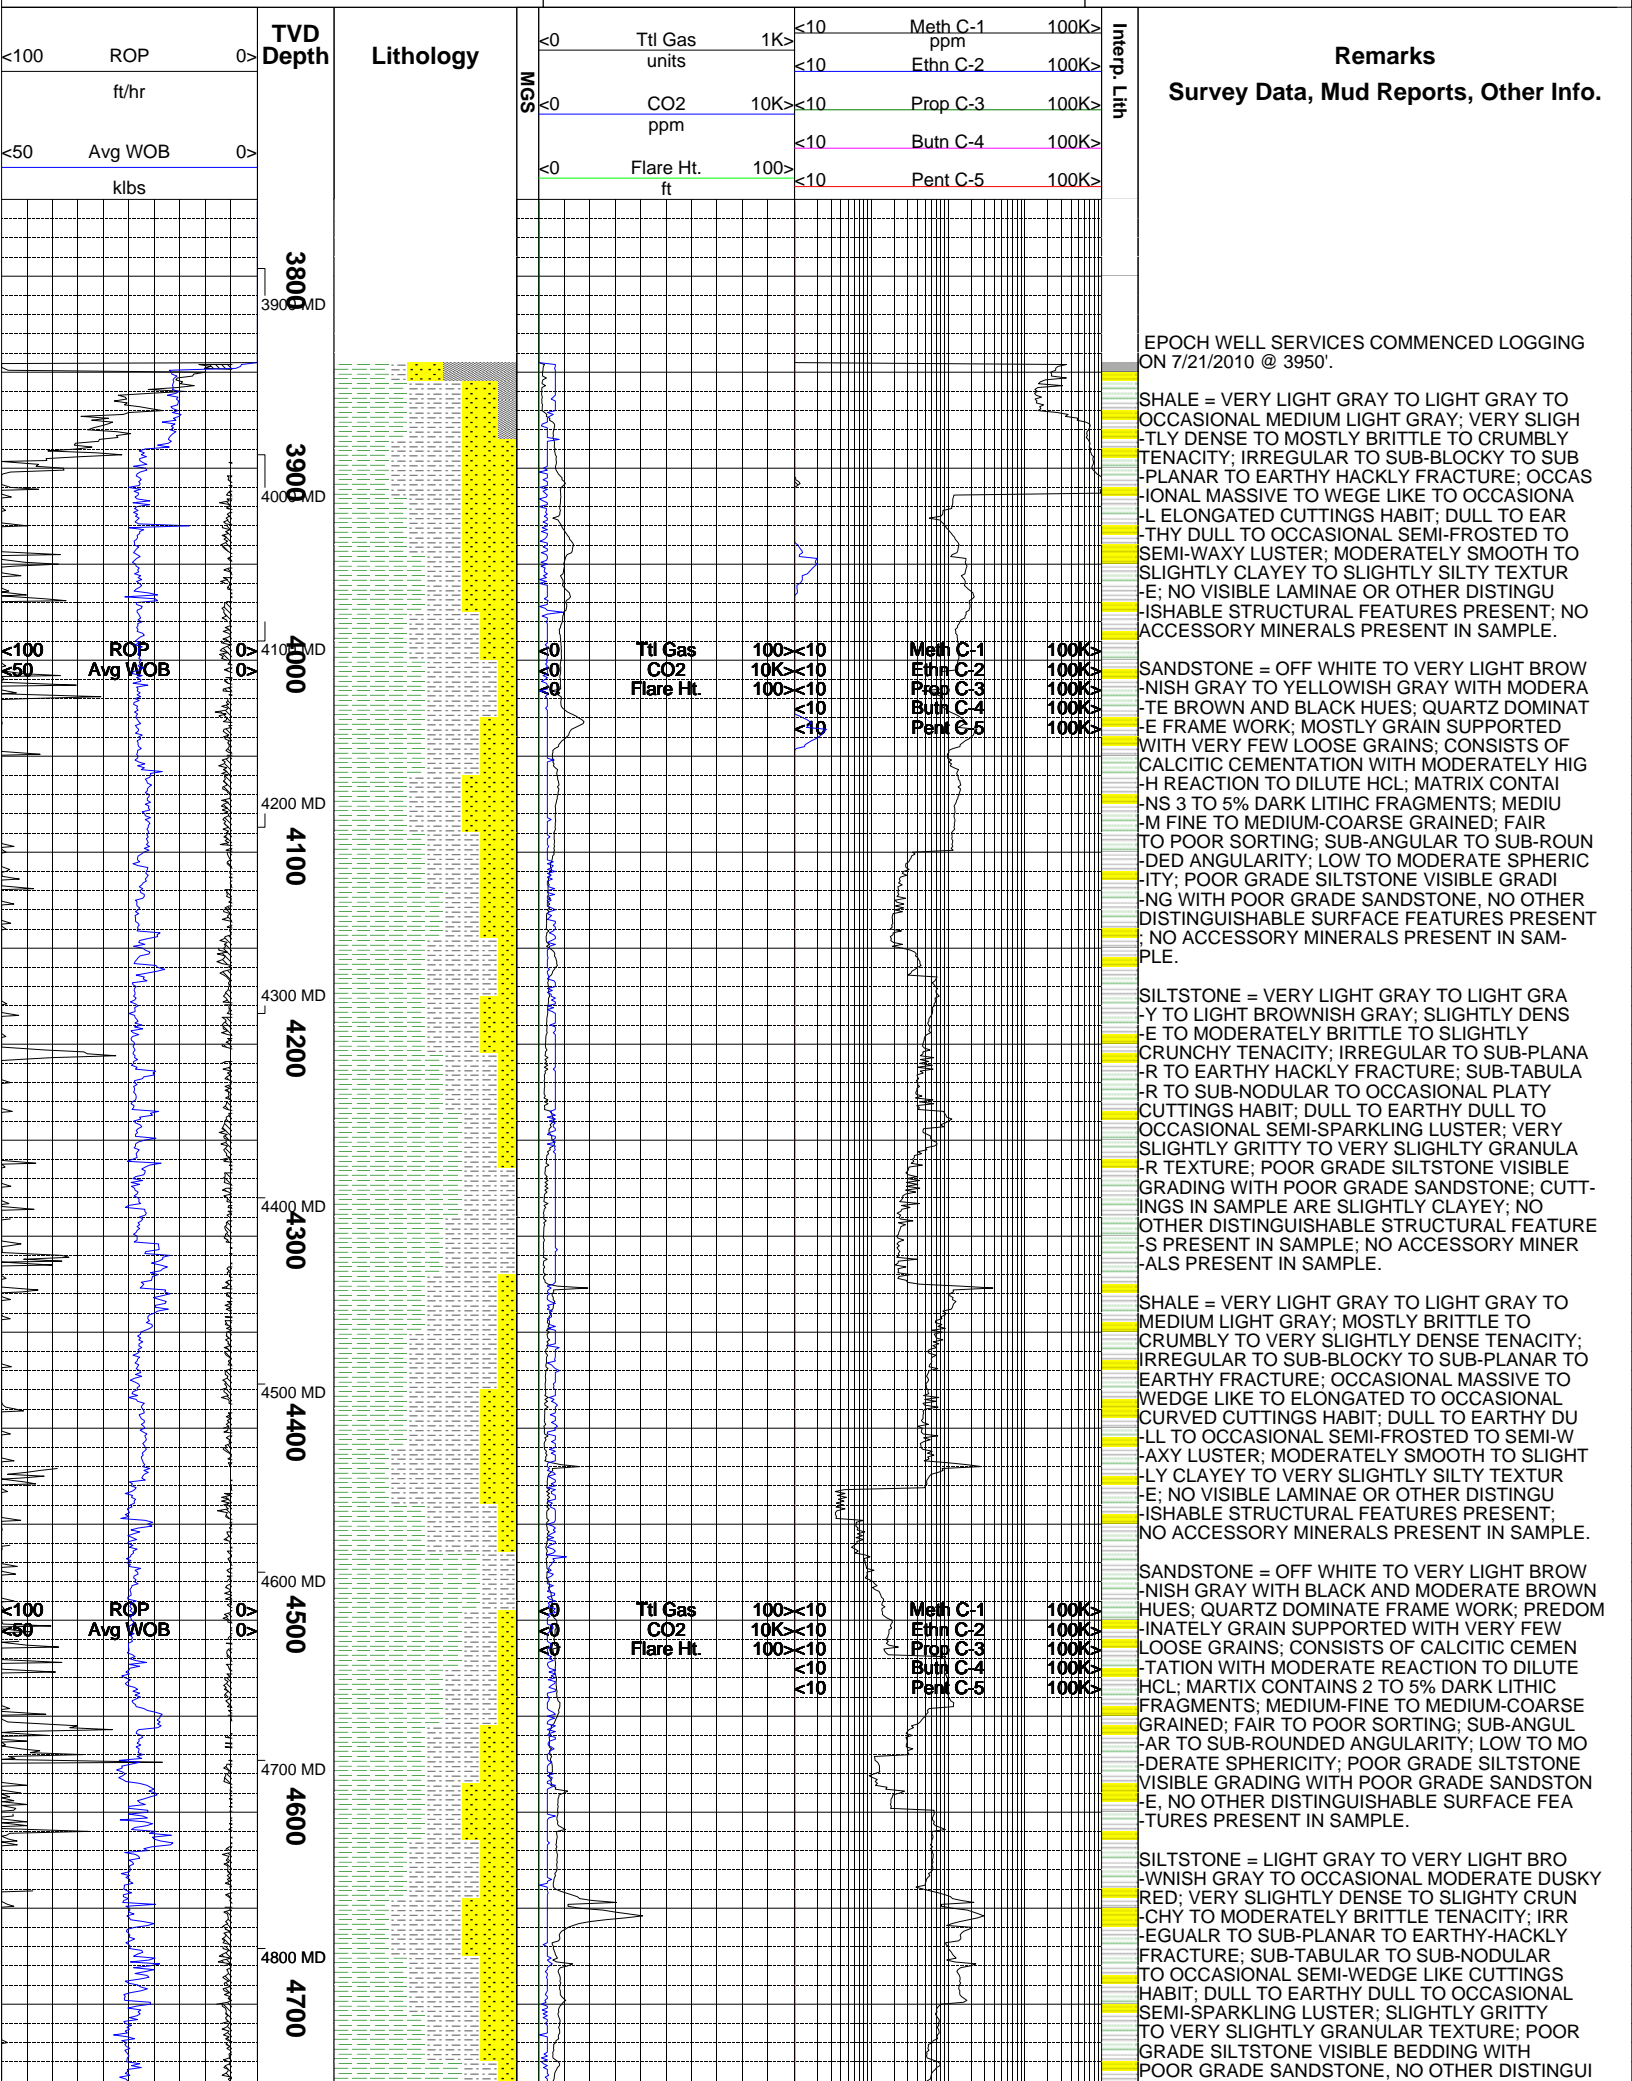 <100 ROP 0>
ft/hr
<50 Avg WOB 0>
klbs
TVD
Depth
Lithology
MGS
<0 Ttl Gas 1K>
units
<0 CO2 10K>
ppm
<0 Flare Ht. 100>
ft
<10 Meth C-1 100K>
ppm
<10 Ethn C-2 100K>
<10 Prop C-3 100K>
<10 Butn C-4 100K>
<10 Pent C-5 100K>
Interp. Lith
Remarks
Survey Data, Mud Reports, Other Info.
3800
3900 MD
EPOCH WELL SERVICES COMMENCED LOGGING
ON 7/21/2010 @ 3950'.
SHALE = VERY LIGHT GRAY TO LIGHT GRAY TO
OCCASIONAL MEDIUM LIGHT GRAY; VERY SLIGH
-TLY DENSE TO MOSTLY BRITTLE TO CRUMBLY
TENACITY; IRREGULAR TO SUB-BLOCKY TO SUB
-PLANAR TO EARTHY HACKLY FRACTURE; OCCAS
-IONAL MASSIVE TO WEGE LIKE TO OCCASIONA
-L ELONGATED CUTTINGS HABIT; DULL TO EAR
-THY DULL TO OCCASIONAL SEMI-FROSTED TO
SEMI-WAXY LUSTER; MODERATELY SMOOTH TO
SLIGHTLY CLAYEY TO SLIGHTLY SILTY TEXTUR
-E; NO VISIBLE LAMINAE OR OTHER DISTINGU
-ISHABLE STRUCTURAL FEATURES PRESENT; NO
ACCESSORY MINERALS PRESENT IN SAMPLE.
3900
4000 MD
4100 MD
4000
<100 ROP 0>
<50 Avg WOB 0>
<0 Ttl Gas 100>
<0 CO2 10K>
<0 Flare Ht. 100>
<10 Meth C-1 100K>
<10 Ethn C-2 100K>
<10 Prop C-3 100K>
<10 Butn C-4 100K>
<10 Pent C-5 100K>
SANDSTONE = OFF WHITE TO VERY LIGHT BROW
-NISH GRAY TO YELLOWISH GRAY WITH MODERA
-TE BROWN AND BLACK HUES; QUARTZ DOMINAT
-E FRAME WORK; MOSTLY GRAIN SUPPORTED
WITH VERY FEW LOOSE GRAINS; CONSISTS OF
CALCITIC CEMENTATION WITH MODERATELY HIG
-H REACTION TO DILUTE HCL; MATRIX CONTAI
-NS 3 TO 5% DARK LITIHC FRAGMENTS; MEDIU
-M FINE TO MEDIUM-COARSE GRAINED; FAIR
TO POOR SORTING; SUB-ANGULAR TO SUB-ROUN
-DED ANGULARITY; LOW TO MODERATE SPHERIC
-ITY; POOR GRADE SILTSTONE VISIBLE GRADI
-NG WITH POOR GRADE SANDSTONE, NO OTHER
DISTINGUISHABLE SURFACE FEATURES PRESENT
; NO ACCESSORY MINERALS PRESENT IN SAM-
PLE.
4200 MD
4100
4300 MD
4200
SILTSTONE = VERY LIGHT GRAY TO LIGHT GRA
-Y TO LIGHT BROWNISH GRAY; SLIGHTLY DENS
-E TO MODERATELY BRITTLE TO SLIGHTLY
CRUNCHY TENACITY; IRREGULAR TO SUB-PLANA
-R TO EARTHY HACKLY FRACTURE; SUB-TABULA
-R TO SUB-NODULAR TO OCCASIONAL PLATY
CUTTINGS HABIT; DULL TO EARTHY DULL TO
OCCASIONAL SEMI-SPARKLING LUSTER; VERY
SLIGHTLY GRITTY TO VERY SLIGHLTY GRANULA
-R TEXTURE; POOR GRADE SILTSTONE VISIBLE
GRADING WITH POOR GRADE SANDSTONE; CUTT-
INGS IN SAMPLE ARE SLIGHTLY CLAYEY; NO
OTHER DISTINGUISHABLE STRUCTURAL FEATURE
-S PRESENT IN SAMPLE; NO ACCESSORY MINER
-ALS PRESENT IN SAMPLE.
4400 MD
4300
SHALE = VERY LIGHT GRAY TO LIGHT GRAY TO
MEDIUM LIGHT GRAY; MOSTLY BRITTLE TO
CRUMBLY TO VERY SLIGHTLY DENSE TENACITY;
IRREGULAR TO SUB-BLOCKY TO SUB-PLANAR TO
EARTHY FRACTURE; OCCASIONAL MASSIVE TO
WEDGE LIKE TO ELONGATED TO OCCASIONAL
CURVED CUTTINGS HABIT; DULL TO EARTHY DU
-LL TO OCCASIONAL SEMI-FROSTED TO SEMI-W
-AXY LUSTER; MODERATELY SMOOTH TO SLIGHT
-LY CLAYEY TO VERY SLIGHTLY SILTY TEXTUR
-E; NO VISIBLE LAMINAE OR OTHER DISTINGU
-ISHABLE STRUCTURAL FEATURES PRESENT;
NO ACCESSORY MINERALS PRESENT IN SAMPLE.
4500 MD
4400
4600 MD
4500
<100 ROP 0>
<50 Avg WOB 0>
<0 Ttl Gas 100>
<0 CO2 10K>
<0 Flare Ht. 100>
<10 Meth C-1 100K>
<10 Ethn C-2 100K>
<10 Prop C-3 100K>
<10 Butn C-4 100K>
<10 Pent C-5 100K>
SANDSTONE = OFF WHITE TO VERY LIGHT BROW
-NISH GRAY WITH BLACK AND MODERATE BROWN
HUES; QUARTZ DOMINATE FRAME WORK; PREDOM
-INATELY GRAIN SUPPORTED WITH VERY FEW
LOOSE GRAINS; CONSISTS OF CALCITIC CEMEN
-TATION WITH MODERATE REACTION TO DILUTE
HCL; MARTIX CONTAINS 2 TO 5% DARK LITHIC
FRAGMENTS; MEDIUM-FINE TO MEDIUM-COARSE
GRAINED; FAIR TO POOR SORTING; SUB-ANGUL
-AR TO SUB-ROUNDED ANGULARITY; LOW TO MO
-DERATE SPHERICITY; POOR GRADE SILTSTONE
VISIBLE GRADING WITH POOR GRADE SANDSTON
-E, NO OTHER DISTINGUISHABLE SURFACE FEA
-TURES PRESENT IN SAMPLE.
4700 MD
4600
4800 MD
4700
SILTSTONE = LIGHT GRAY TO VERY LIGHT BRO
-WNISH GRAY TO OCCASIONAL MODERATE DUSKY
RED; VERY SLIGHTLY DENSE TO SLIGHTY CRUN
-CHY TO MODERATELY BRITTLE TENACITY; IRR
-EGUALR TO SUB-PLANAR TO EARTHY-HACKLY
FRACTURE; SUB-TABULAR TO SUB-NODULAR
TO OCCASIONAL SEMI-WEDGE LIKE CUTTINGS
HABIT; DULL TO EARTHY DULL TO OCCASIONAL
SEMI-SPARKLING LUSTER; SLIGHTLY GRITTY
TO VERY SLIGHTLY GRANULAR TEXTURE; POOR
GRADE SILTSTONE VISIBLE BEDDING WITH
POOR GRADE SANDSTONE, NO OTHER DISTINGUI